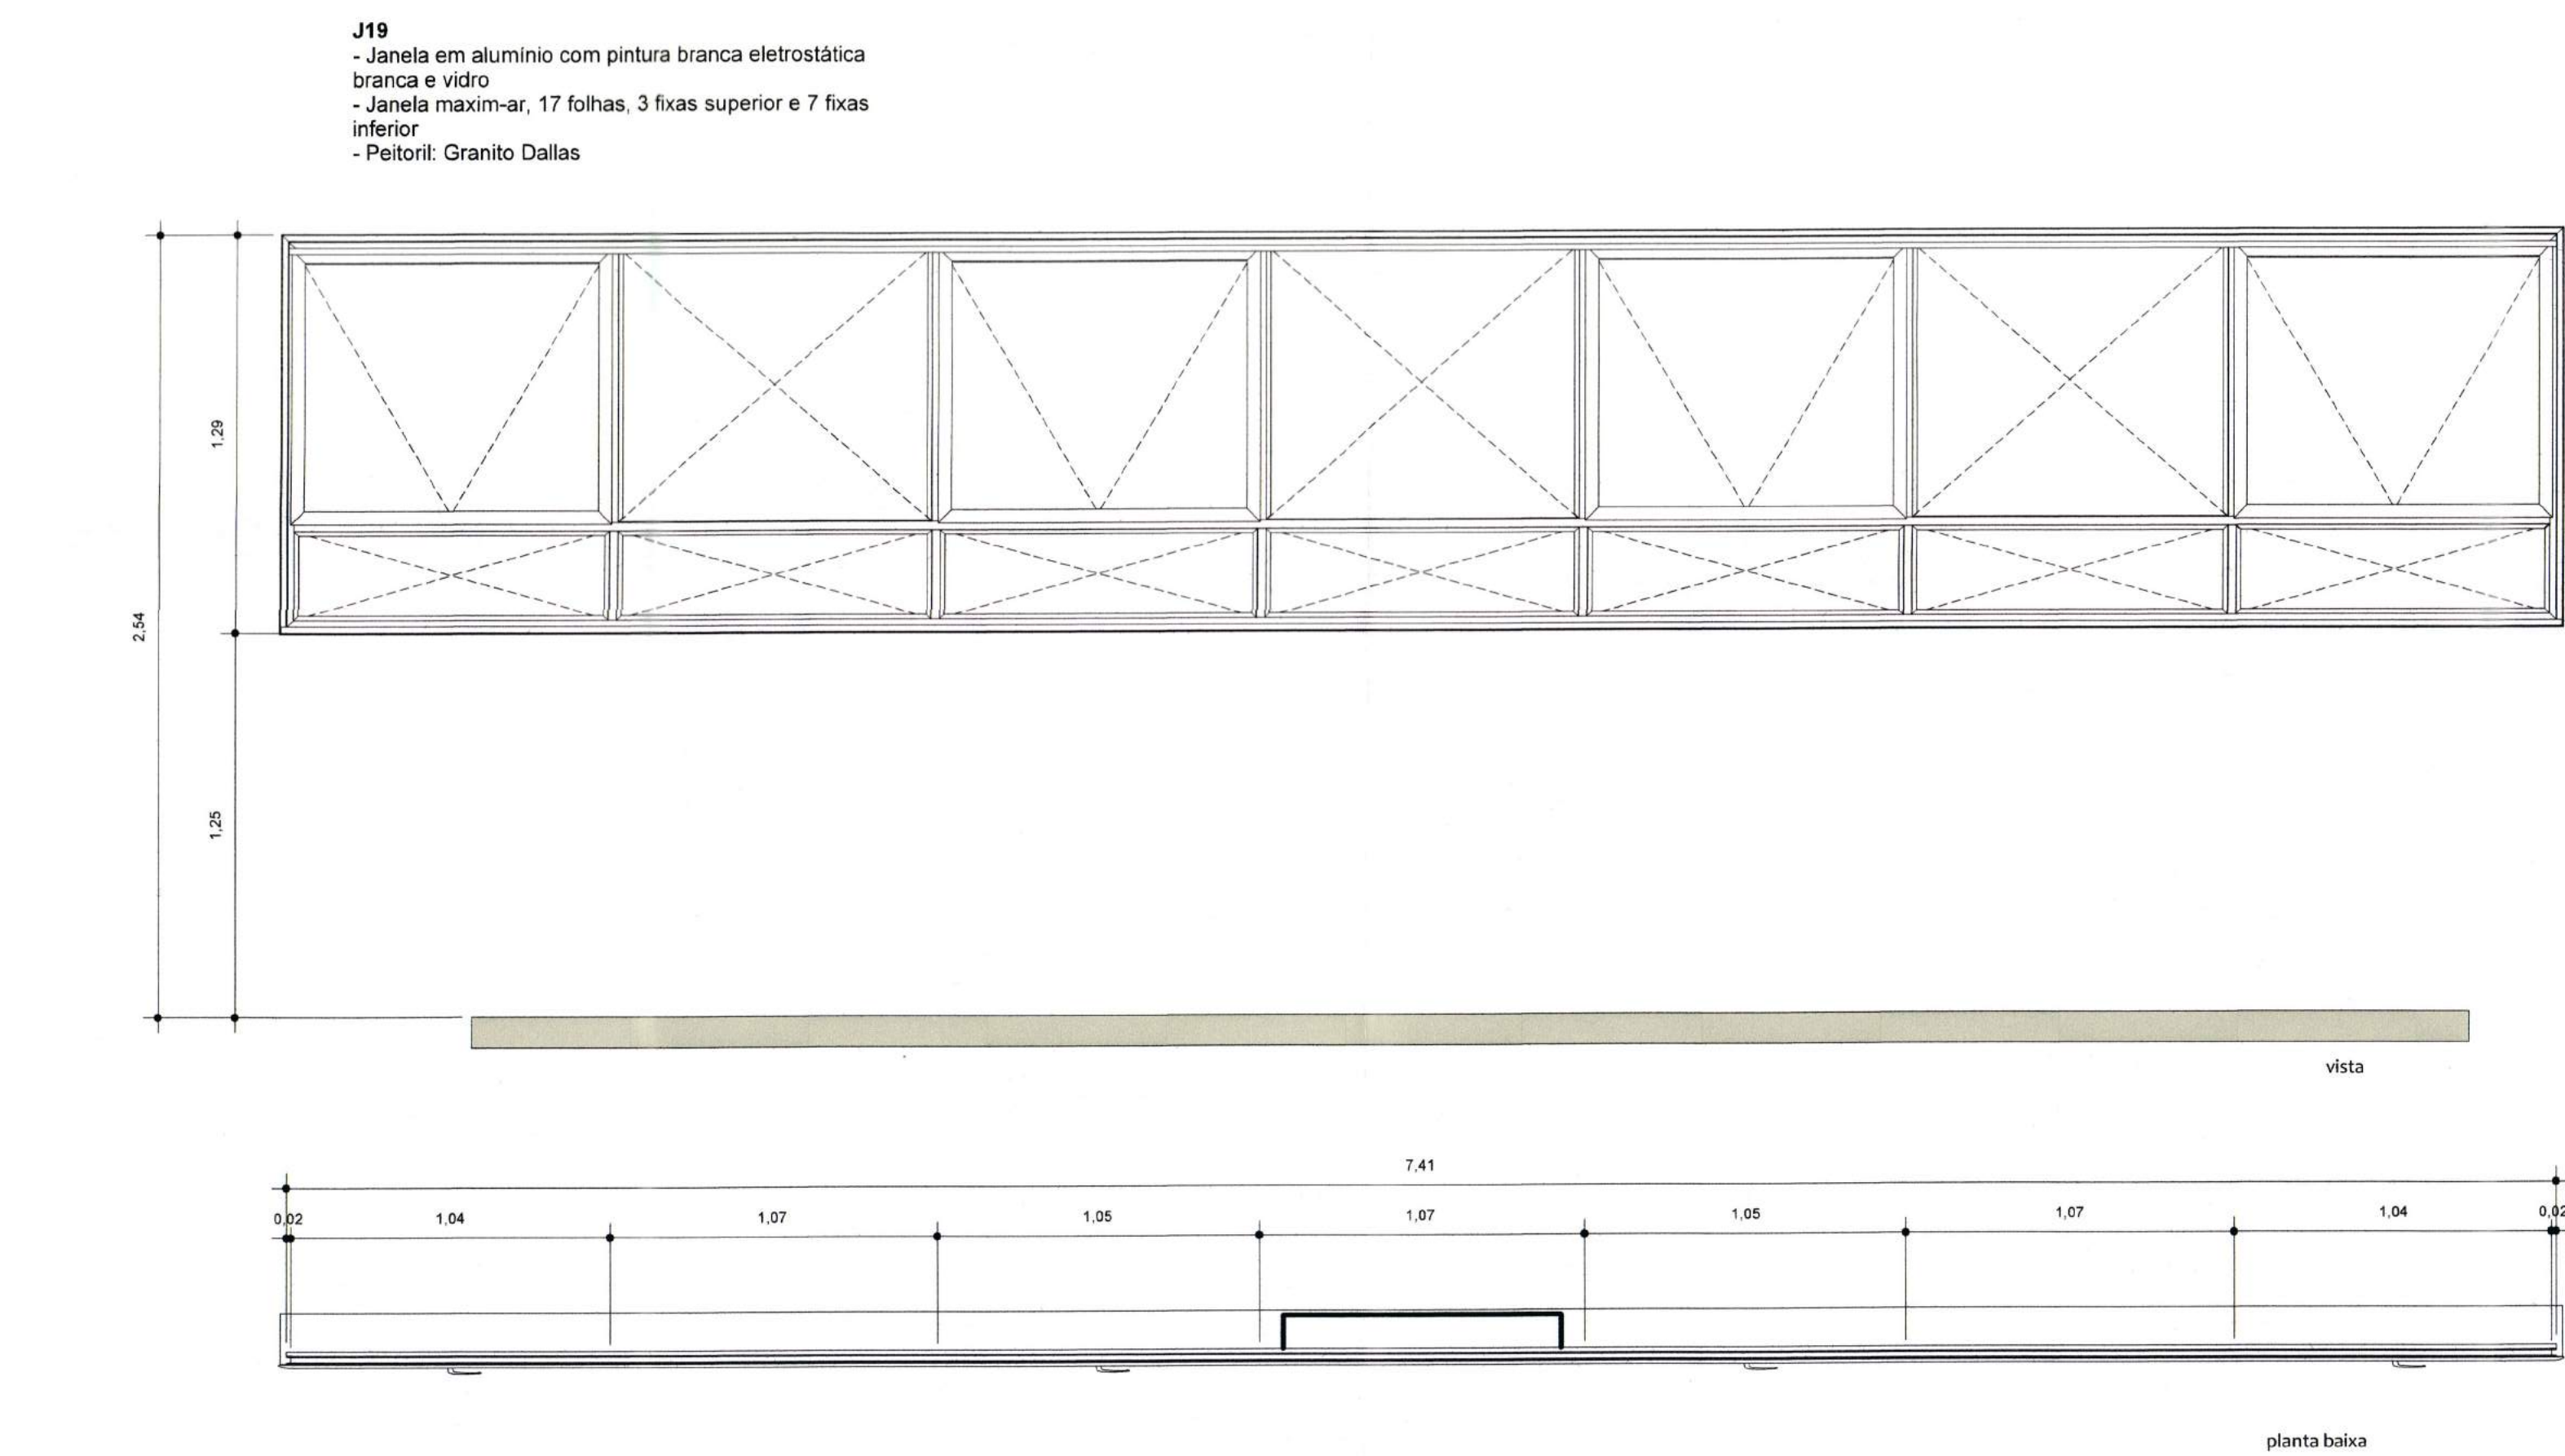 J19
- Janela em alumínio com pintura branca eletrostática
branca e vidro
- Janela maxim-ar, 17 folhas, 3 fixas superior e 7 fixas
inferior
- Peitoril: Granito Dallas
1,29
2,54
1,25
vista
7,41
0,02 1,04 1,07 1,05 1,07 1,05 1,07 1,04 0,02
planta baixa